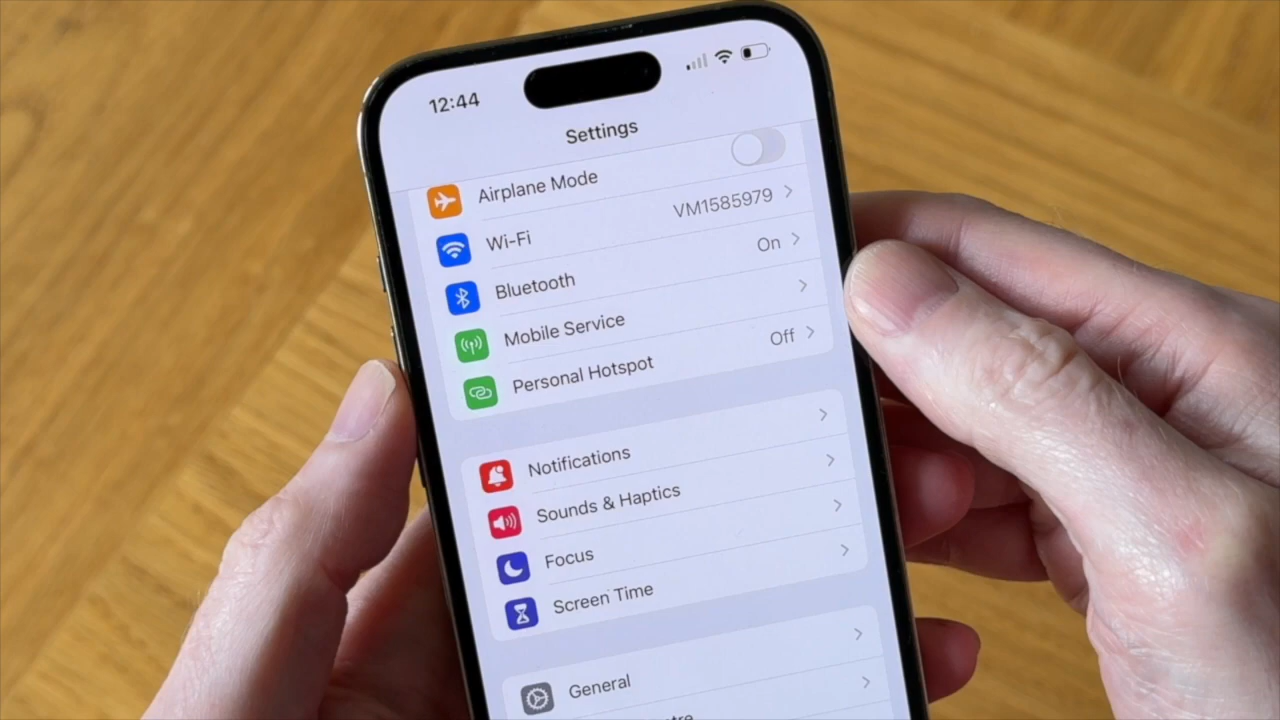 12:44
Settings
Airplane Mode
Wi-Fi VM1585979
Bluetooth On
Mobile Service
Personal Hotspot Off
Notifications
Sounds & Haptics
Focus
Screen Time
General